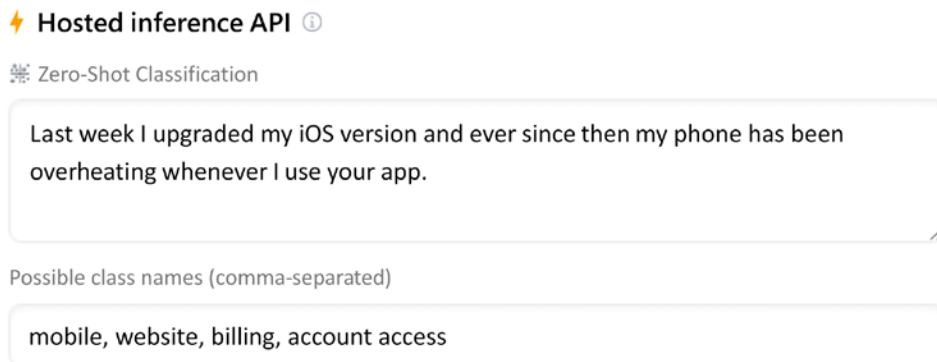 Hosted inference API
Zero-Shot Classification
Last week I upgraded my iOS version and ever since then my phone has been
overheating whenever I use your app.
Possible class names (comma-separated)
mobile, website, billing, account access